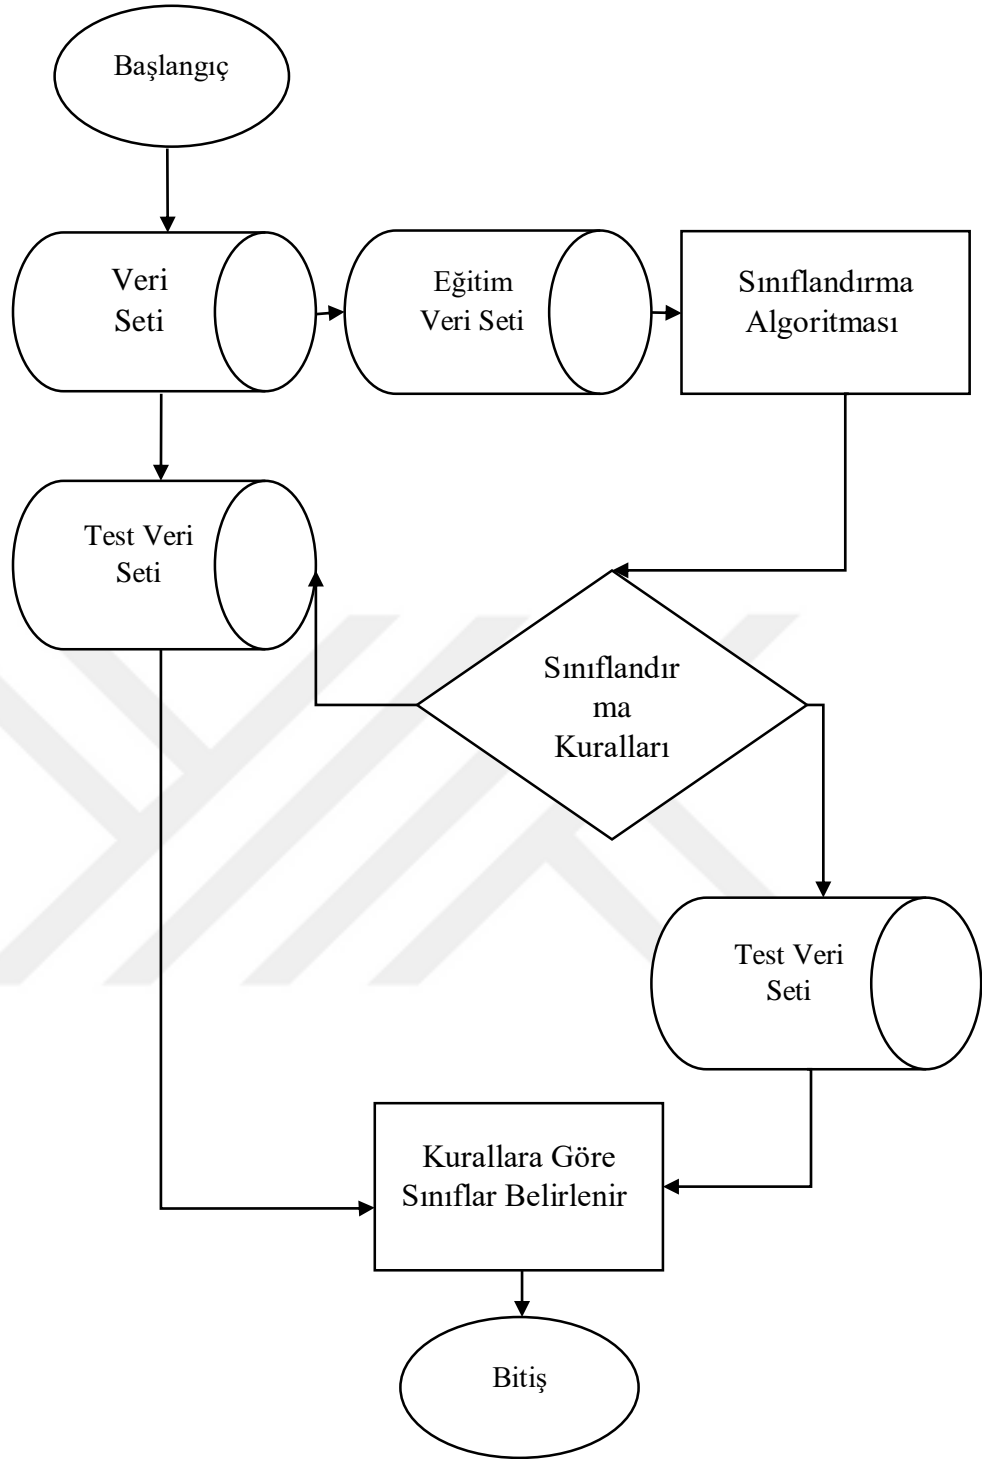 Başlangıç
Veri
Seti
Eğitim
Veri Seti
Sınıflandırma
Algoritması
Test Veri
Seti
Sınıflandır
ma
Kuralları
Test Veri
Seti
Kurallara Göre
Sınıflar Belirlenir
Bitiş